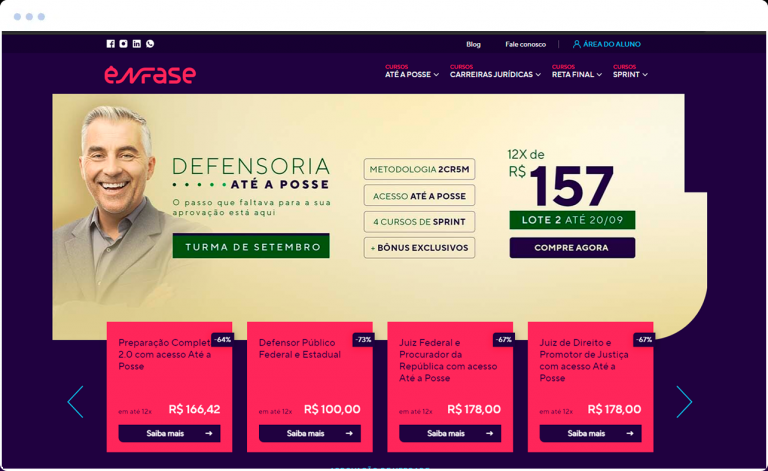 Blog
Fale conosco
ÁREA DO ALUNO
ênfase
CURSOS
ATÉ A POSSE
CURSOS
CARREIRAS JURÍDICAS
CURSOS
RETA FINAL
CURSOS
SPRINT
DEFENSORIA
ATÉ A POSSE
O passo que faltava para a sua
aprovação está aqui
TURMA DE SETEMBRO
METODOLOGIA 2CR5M
ACESSO ATÉ A POSSE
4 CURSOS DE SPRINT
+ BÔNUS EXCLUSIVOS
12X de
R$ 157
LOTE 2 ATÉ 20/09
COMPRE AGORA
-64%
Preparação Complet
2.0 com acesso Até a
Posse
em até 12x R$ 166,42
Saiba mais
-73%
Defensor Público
Federal e Estadual
em até 12x R$ 100,00
Saiba mais
-67%
Juiz Federal e
Procurador da
República com acesso
Até a Posse
em até 12x R$ 178,00
Saiba mais
-67%
Juiz de Direito e
Promotor de Justiça
com acesso Até a
Posse
em até 12x R$ 178,00
Saiba mais